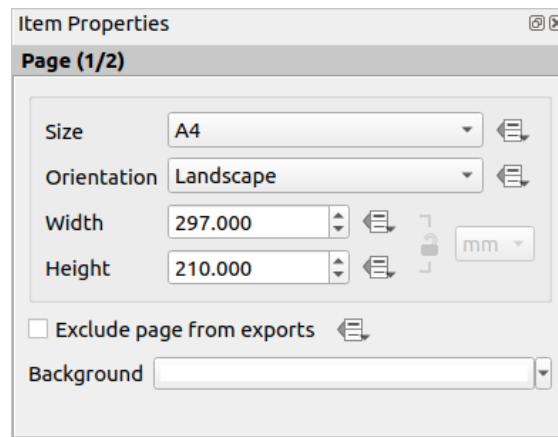 Item Properties
Page (1/2)
Size A4
Orientation Landscape
Width 297.000
mm
Height 210.000
Exclude page from exports
Background